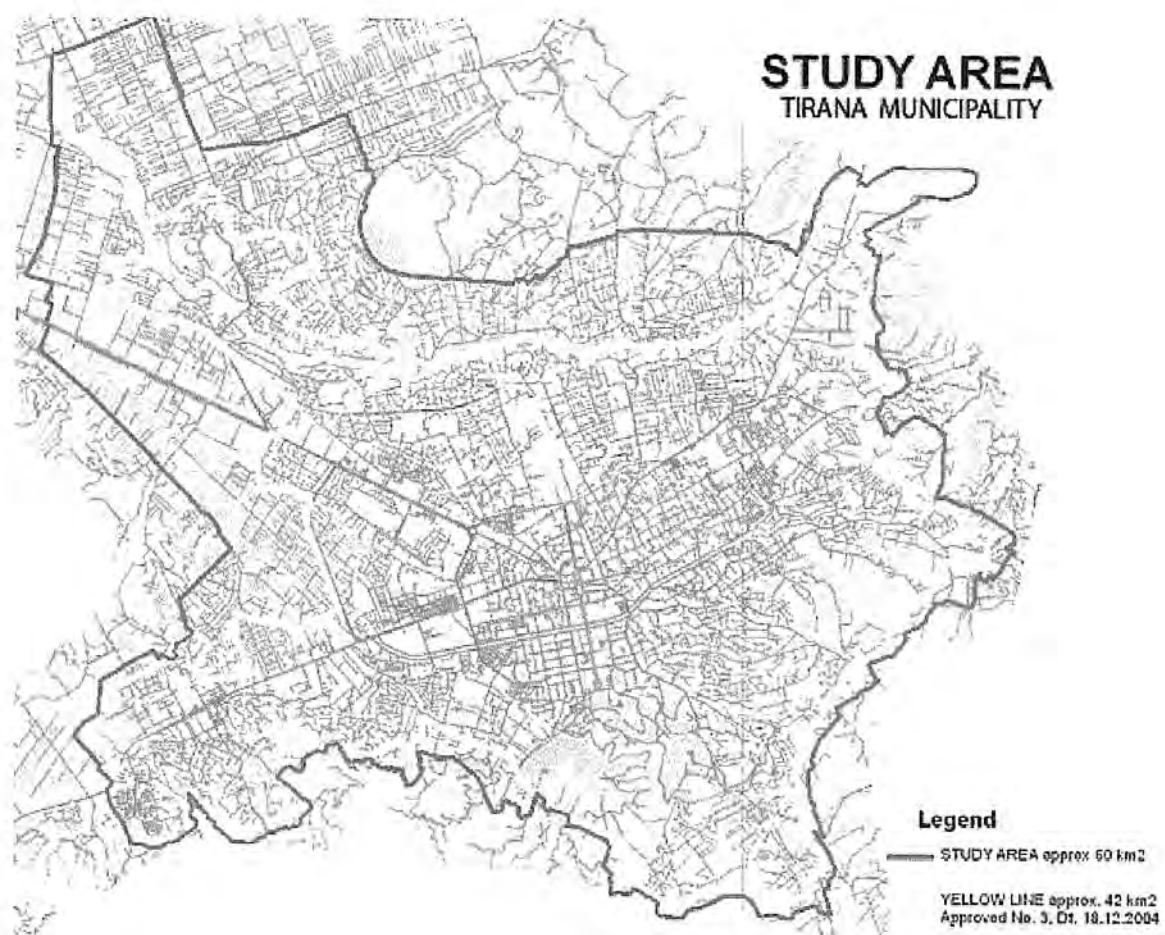 STUDY AREA
TIRANA MUNICIPALITY
Legend
STUDY AREA approx 60 km2
YELLOW LINE approx. 42 km2
Approved No. 3, Dt. 18.12.2004